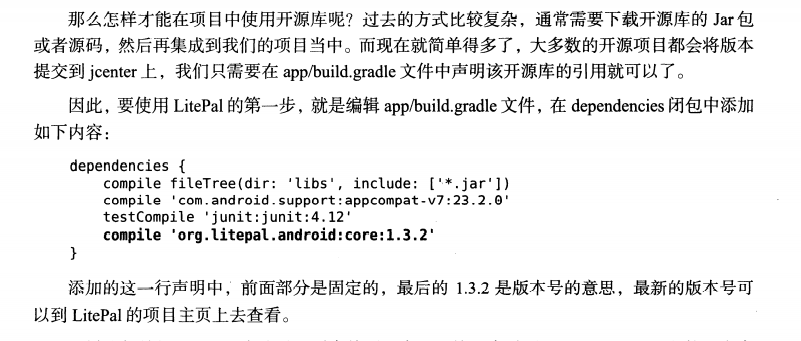 那么怎样才能在项目中使用开源库呢？过去的方式比较复杂，通常需要下载开源库的 Jar 包
或者源码，然后再集成到我们的项目当中。而现在就简单得多了，大多数的开源项目都会将版本
提交到 jcenter 上，我们只需要在 app/build.gradle 文件中声明该开源库的引用就可以了。
因此，要使用 LitePal 的第一步，就是编辑 app/build.gradle 文件，在 dependencies 闭包中添加
如下内容：
dependencies {
compile fileTree(dir: 'libs', include: ['*.jar'])
compile 'com.android.support:appcompat-v7:23.2.0'
testCompile 'junit:junit:4.12'
compile 'org.litepal.android:core:1.3.2'
}
添加的这一行声明中，前面部分是固定的，最后的 1.3.2 是版本号的意思，最新的版本号可
以到 LitePal 的项目主页上去查看。